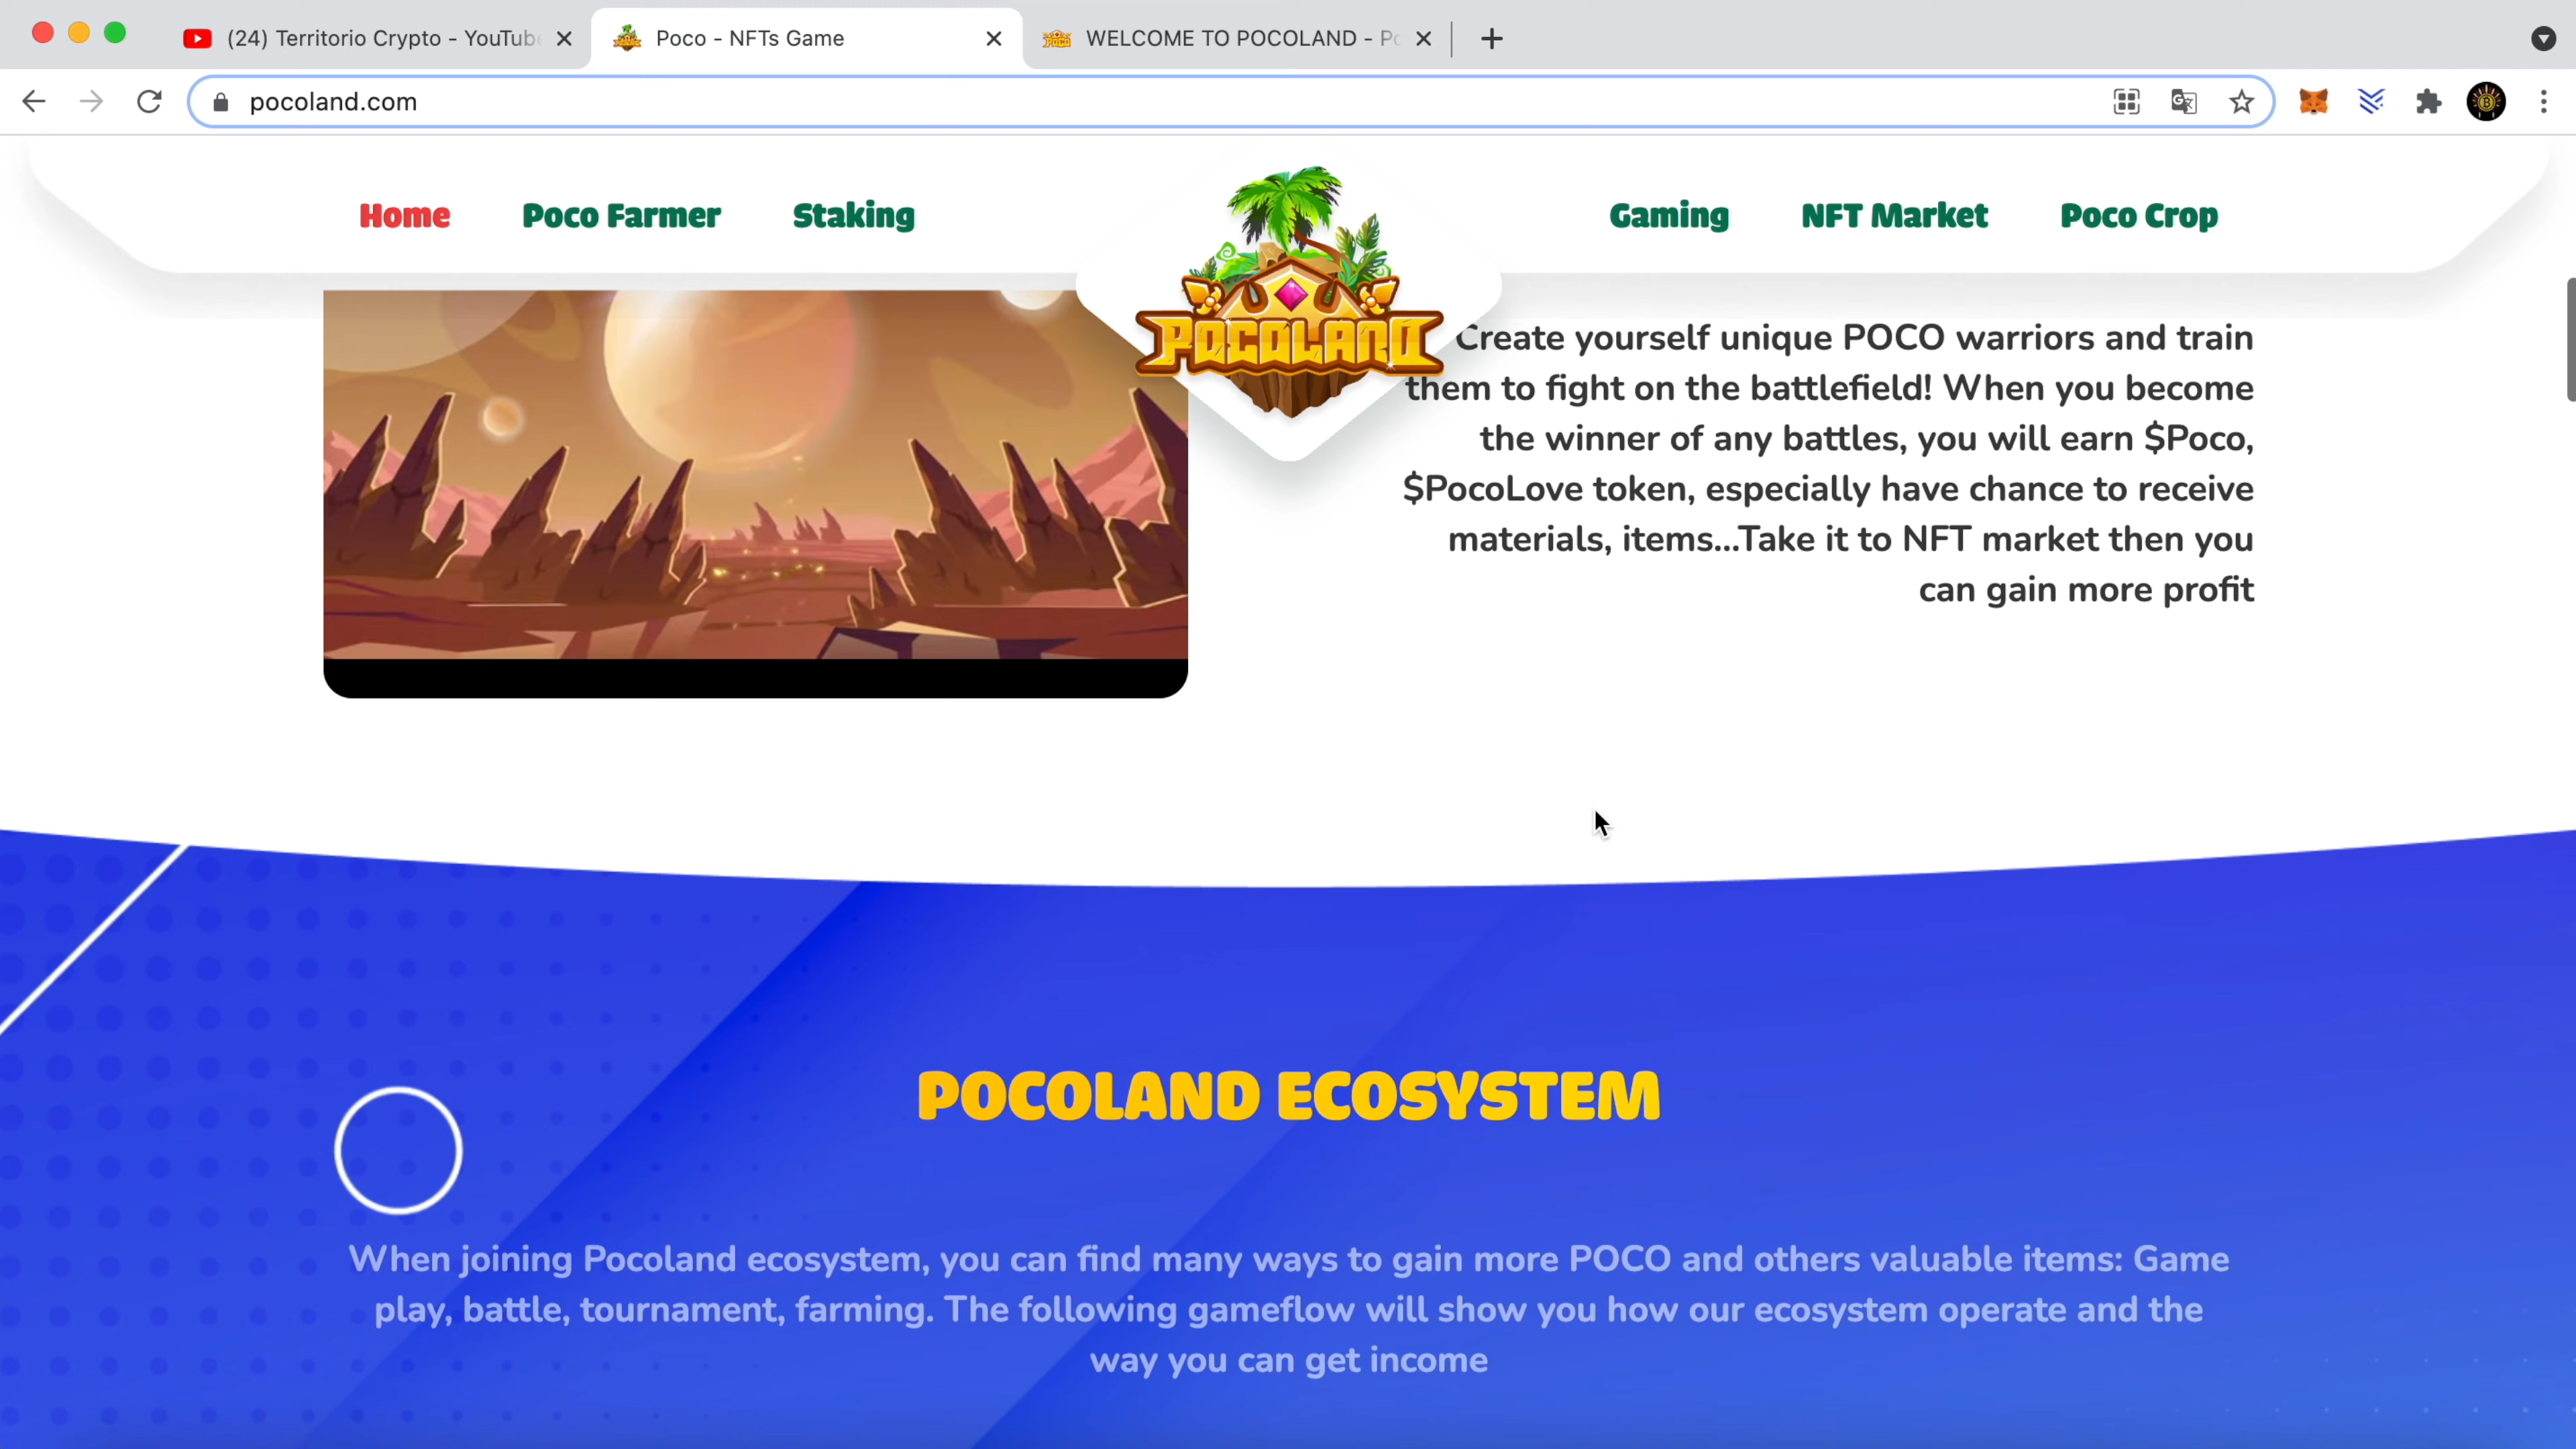 (24) Territorio Crypto - YouTube
Poco - NFTs Game
WELCOME TO POCOLAND - Po
pocoland.com
Home
Poco Farmer
Staking
POCOLAND
Gaming
NFT Market
Poco Crop
Create yourself unique POCO warriors and train
them to fight on the battlefield! When you become
the winner of any battles, you will earn $Poco,
$PocoLove token, especially have chance to receive
materials, items...Take it to NFT market then you
can gain more profit
POCOLAND ECOSYSTEM
When joining Pocoland ecosystem, you can find many ways to gain more POCO and others valuable items: Game
play, battle, tournament, farming. The following gameflow will show you how our ecosystem operate and the
way you can get income